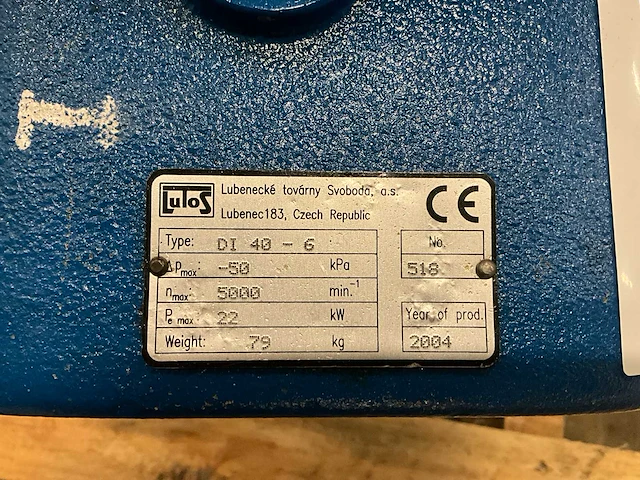 LutoS
Lubenecké továrny Svoboda, a.s.
Lubenec183, Czech Republic
CE
Type: DI 40 - 6
No.
Δpmax: -50 kPa
518
nmax: 5000 min.-1
Pe max: 22 kW
Year of prod.
Weight: 79 kg
2004